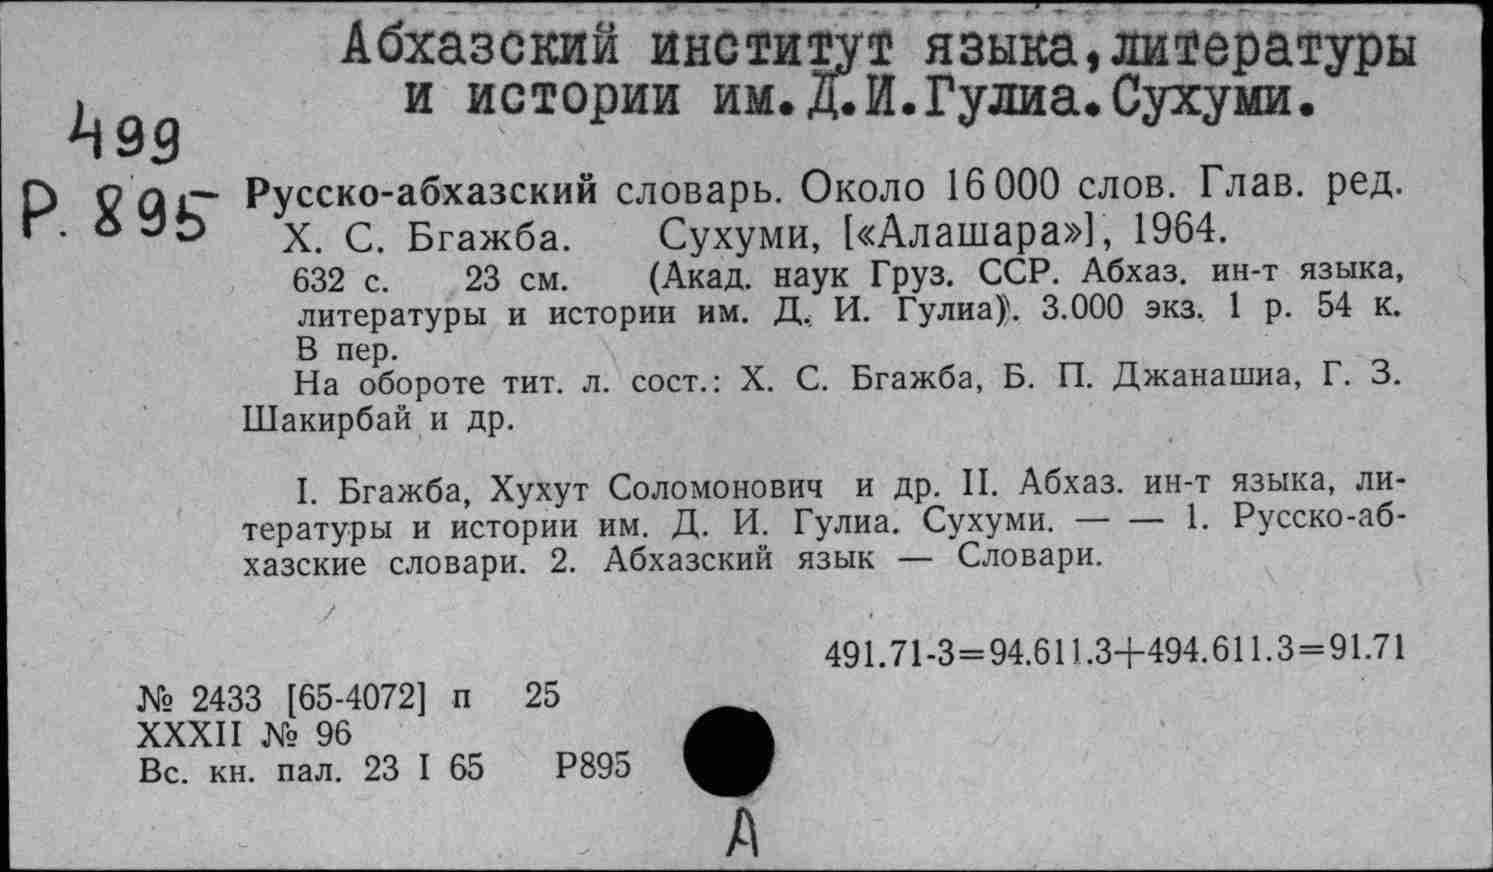 Абхазский институт языка,литературы
и истории им.Д.И.Гулиа.Сухуми.
499
Р. 895
Русско-абхазский словарь. Около 16 000 слов. Глав. ред.
Х. С. Бгажба. Сухуми, [«Алашара»], 1964.
632 с. 23 см. (Акад. наук Груз. ССР. Абхаз. ин-т языка,
литературы и истории им. Д. И. Гулиа). 3.000 экз. 1 р. 54 к.
В пер.
На обороте тит. л. сост.: Х. С. Бгажба, Б. П. Джанашиа, Г. З.
Шакирбай и др.
I. Бгажба, Хухут Соломонович и др. II. Абхаз. ин-т языка, ли-
тературы и истории им. Д. И. Гулиа. Сухуми. — — 1. Русско-аб-
хазские словари. 2. Абхазский язык — Словари.
491.71-3=94.611.3+494.611.3=91.71
№ 2433 [65-4072] п 25
XXXII № 96
Вс. кн. пал. 23 I 65 Р895
А